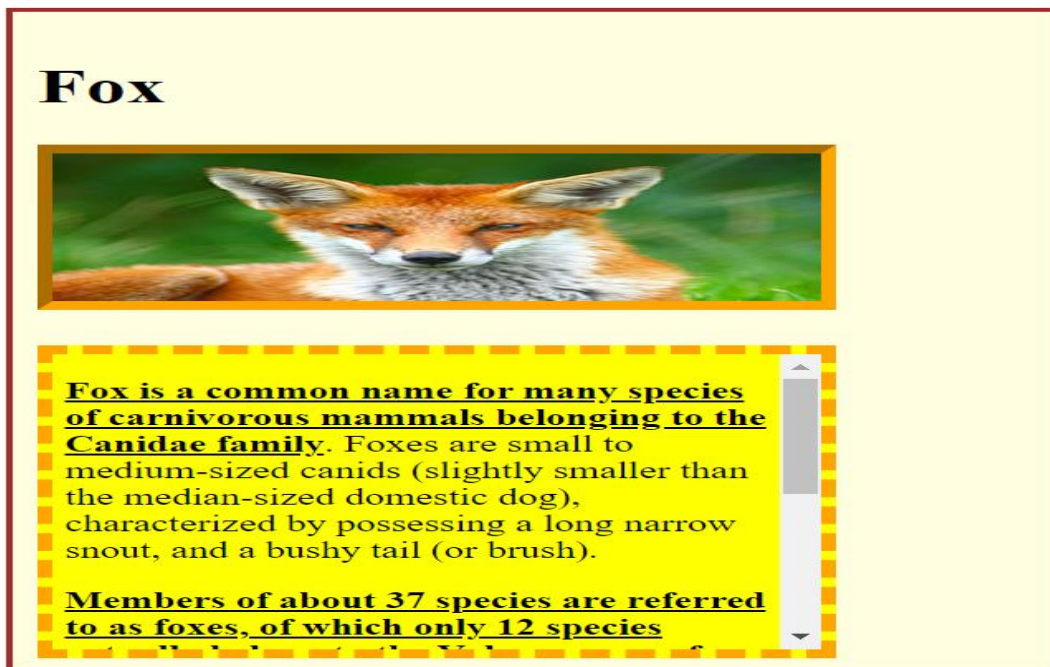 Fox
Fox is a common name for many species
of carnivorous mammals belonging to the
Canidae family. Foxes are small to
medium-sized canids (slightly smaller than
the median-sized domestic dog),
characterized by possessing a long narrow
snout, and a bushy tail (or brush).
Members of about 37 species are referred
to as foxes, of which only 12 species